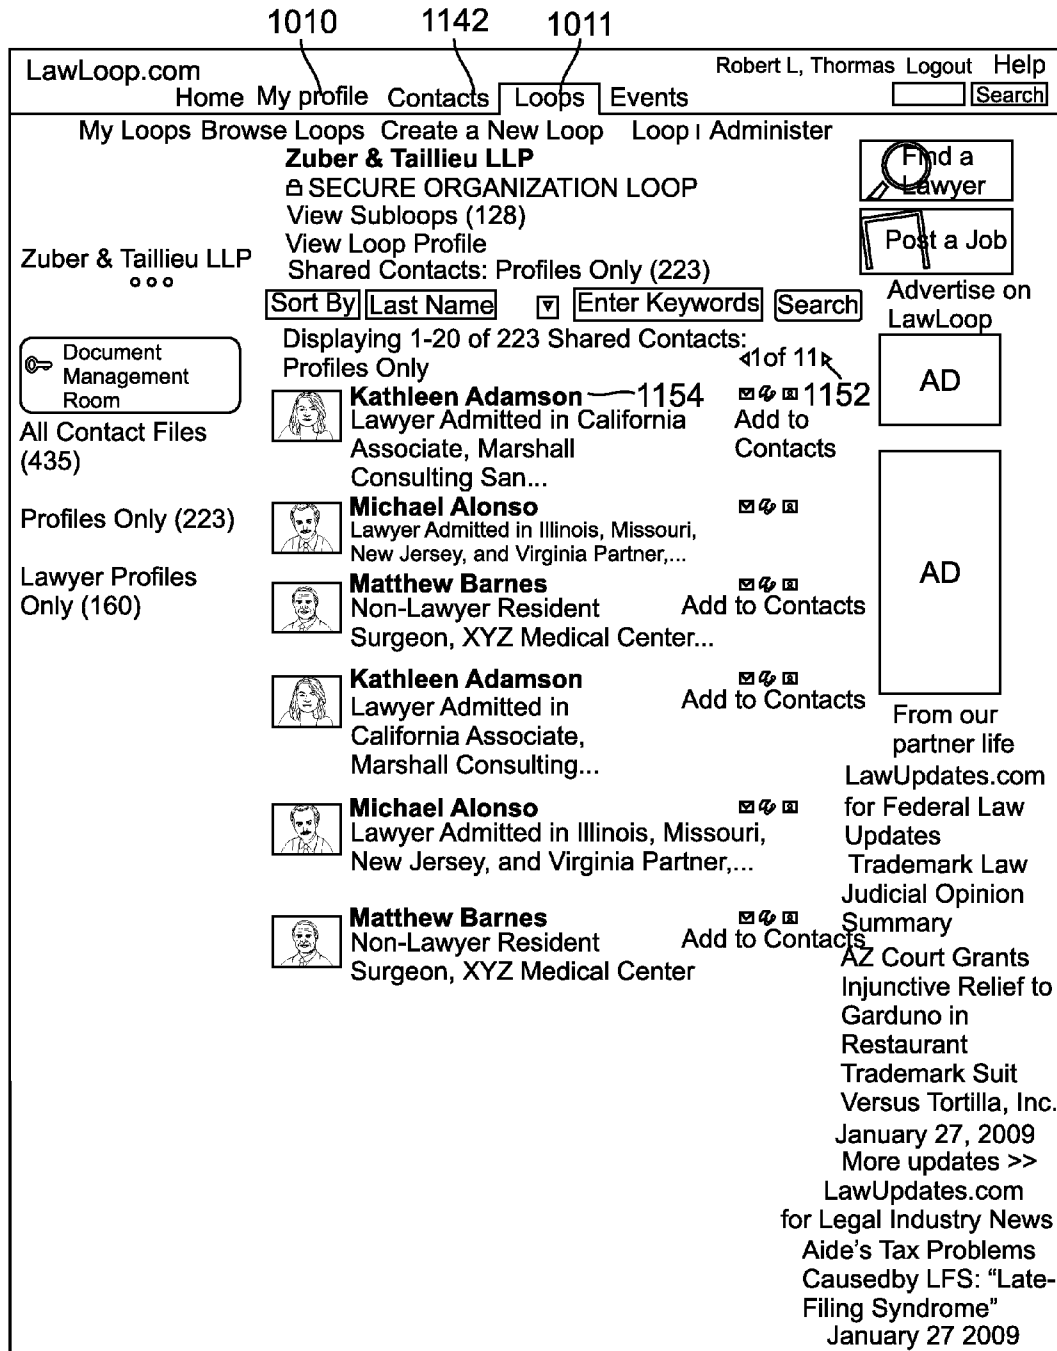 1010 1142 1011
LawLoop.com
Robert L, Thormas Logout Help
Home My profile Contacts Loops Events
Search
My Loops Browse Loops Create a New Loop Loop | Administer
Zuber & Taillieu LLP
SECURE ORGANIZATION LOOP
View Subloops (128)
View Loop Profile
Shared Contacts: Profiles Only (223)
Zuber & Taillieu LLP
Sort By Last Name Enter Keywords Search
Displaying 1-20 of 223 Shared Contacts:
Profiles Only
1 of 11
Document
Management
Room
All Contact Files
(435)
Profiles Only (223)
Lawyer Profiles
Only (160)
Kathleen Adamson 1154 1152
Lawyer Admitted in California
Associate, Marshall
Consulting San...
Add to
Contacts
Michael Alonso
Lawyer Admitted in Illinois, Missouri,
New Jersey, and Virginia Partner,...
Matthew Barnes
Non-Lawyer Resident
Surgeon, XYZ Medical Center...
Add to Contacts
Kathleen Adamson
Lawyer Admitted in
California Associate,
Marshall Consulting...
Add to Contacts
Michael Alonso
Lawyer Admitted in Illinois, Missouri,
New Jersey, and Virginia Partner,...
Matthew Barnes
Non-Lawyer Resident
Surgeon, XYZ Medical Center
Add to Contacts
Find a
Lawyer
Post a Job
Advertise on
LawLoop
AD
AD
From our
partner life
LawUpdates.com
for Federal Law
Updates
Trademark Law
Judicial Opinion
Summary
AZ Court Grants
Injunctive Relief to
Garduno in
Restaurant
Trademark Suit
Versus Tortilla, Inc.
January 27, 2009
More updates >>
LawUpdates.com
for Legal Industry News
Aide's Tax Problems
Causedby LFS: “Late-
Filing Syndrome”
January 27 2009